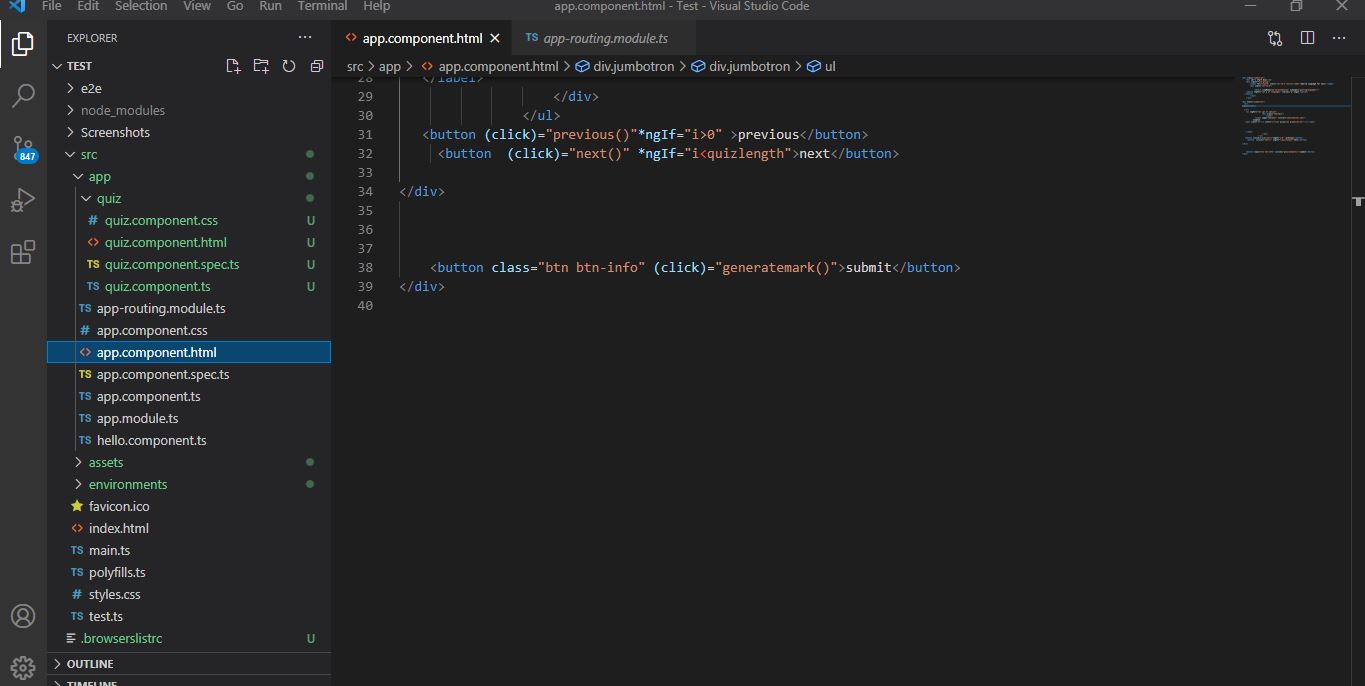 File Edit Selection View Go Run Terminal Help app.component.html - Test - Visual Studio Code
EXPLORER
TEST
e2e
node_modules
Screenshots
src
app
quiz
# quiz.component.css U
<> quiz.component.html U
TS quiz.component.spec.ts U
TS quiz.component.ts U
TS app-routing.module.ts
# app.component.css
<> app.component.html
TS app.component.spec.ts
TS app.component.ts
TS app.module.ts
TS hello.component.ts
assets
environments
favicon.ico
<> index.html
TS main.ts
TS polyfills.ts
# styles.css
TS test.ts
.browserslistrc U
OUTLINE
TIMELINE
847
<> app.component.html TS app-routing.module.ts
src > app > <> app.component.html > div.jumbotron > div.jumbotron > ul
28 </label>
29 </div>
30 </ul>
31 <button (click)="previous()"*ngIf="i>0" >previous</button>
32 <button  (click)="next()" *ngIf="i<quizlength">next</button>
33
34 </div>
35
36
37
38 <button class="btn btn-info" (click)="generatemark()">submit</button>
39 </div>
40